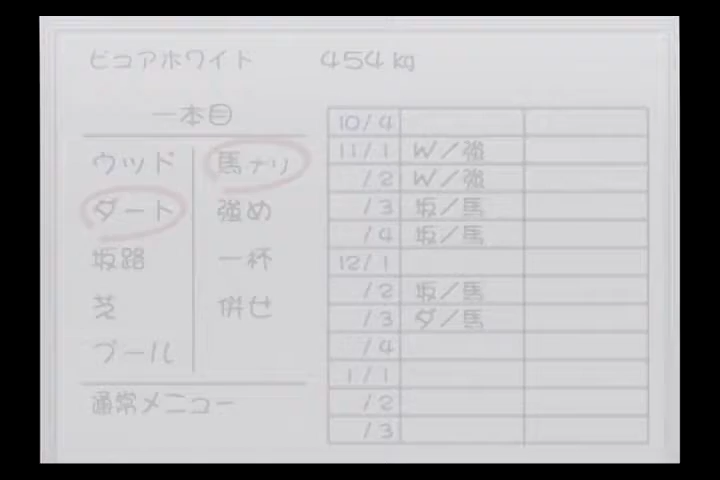 ピュアホワイト 454kg
一本目
ウッド 馬ナリ
ダート 強め
坂路 一杯
芝 併せ
プール
通常メニュー
10/4
11/1 W/強
/2 W/強
/3 坂/馬
/4 坂/馬
12/1
/2 坂/馬
/3 ダ/馬
/4
1/1
/2
/3